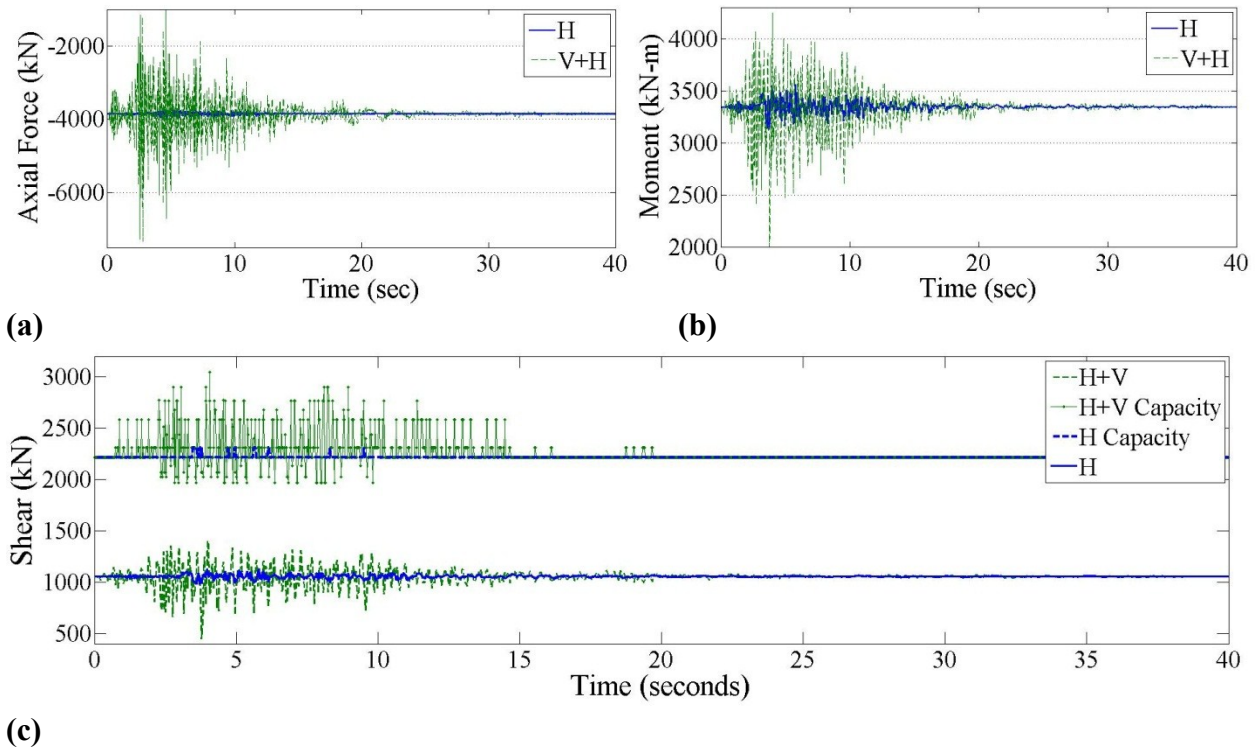 Axial Force (kN)
-2000
-4000
-6000
H
V+H
0 10 20 30 40
Time (sec)
(a)
Moment (kN-m)
4000
3500
3000
2500
2000
H
V+H
0 10 20 30 40
Time (sec)
(b)
Shear (kN)
3000
2500
2000
1500
1000
500
H+V
H+V Capacity
H Capacity
H
0 5 10 15 20 25 30 35 40
Time (seconds)
(c)